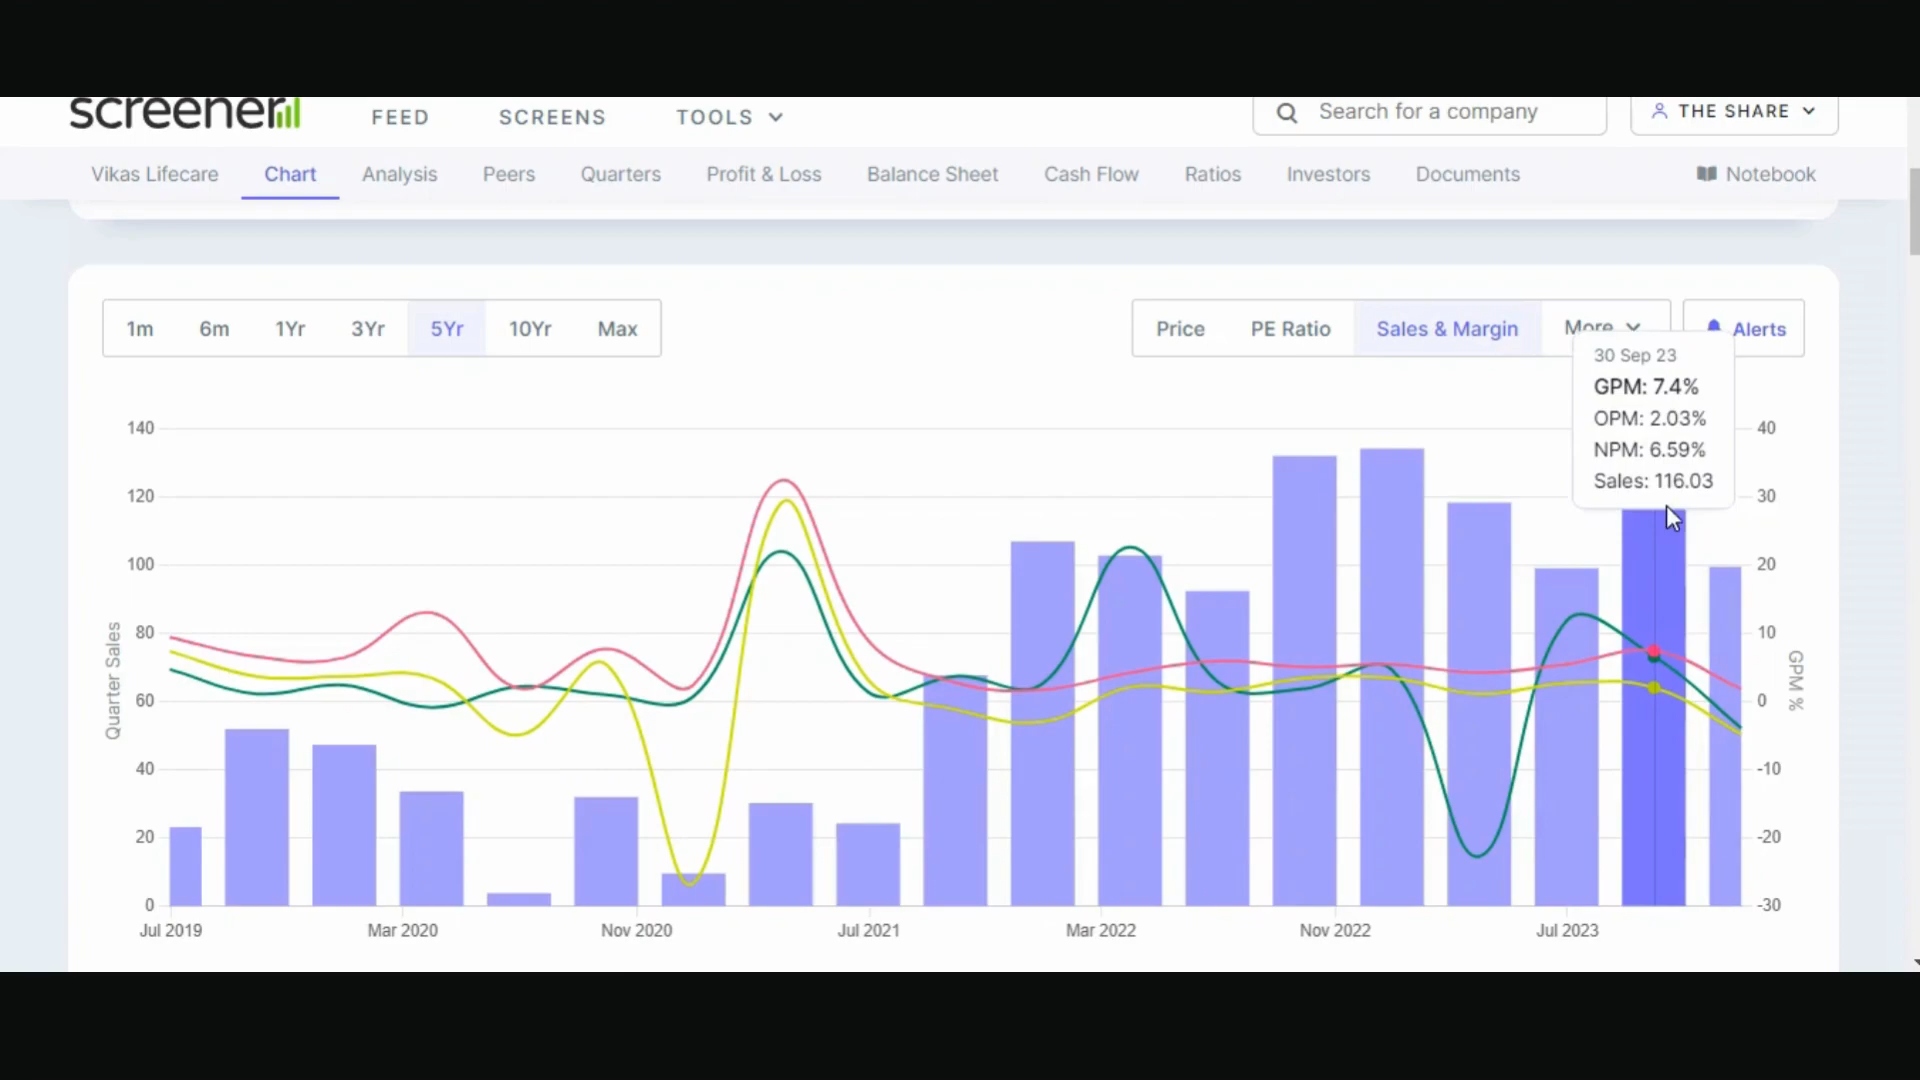 screener
FEED
SCREENS
TOOLS
Search for a company
THE SHARE
Vikas Lifecare
Chart
Analysis
Peers
Quarters
Profit & Loss
Balance Sheet
Cash Flow
Ratios
Investors
Documents
Notebook
1m
6m
1Yr
3Yr
5Yr
10Yr
Max
Price
PE Ratio
Sales & Margin
More
Alerts
30 Sep 23
GPM: 7.4%
OPM: 2.03%
NPM: 6.59%
Sales: 116.03
140
120
100
80
60
40
20
0
Quarter Sales
40
30
20
10
0
-10
-20
-30
GPM %
Jul 2019
Mar 2020
Nov 2020
Jul 2021
Mar 2022
Nov 2022
Jul 2023